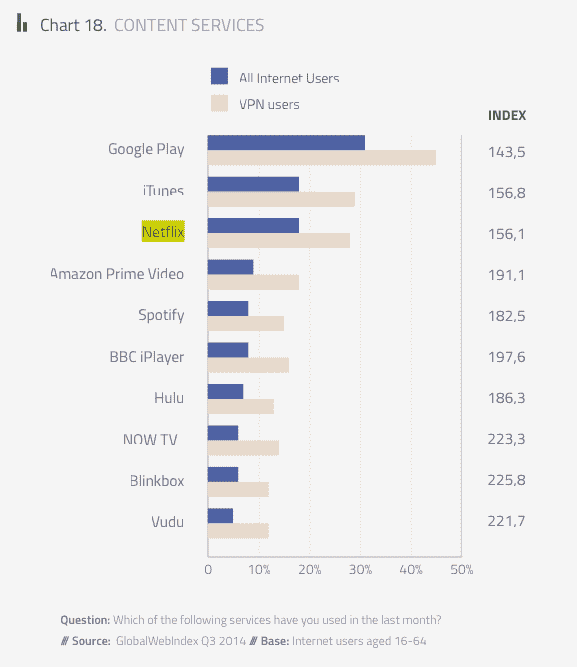 Chart 18. CONTENT SERVICES
All Internet Users
VPN users
INDEX
Google Play 143,5
iTunes 156,8
Netflix 156,1
Amazon Prime Video 191,1
Spotify 182,5
BBC iPlayer 197,6
Hulu 186,3
NOW TV 223,3
Blinkbox 225,8
Vudu 221,7
0 10% 20% 30% 40% 50%
Question: Which of the following services have you used in the last month?
/// Source: GlobalWebIndex Q3 2014 /// Base: Internet users aged 16-64